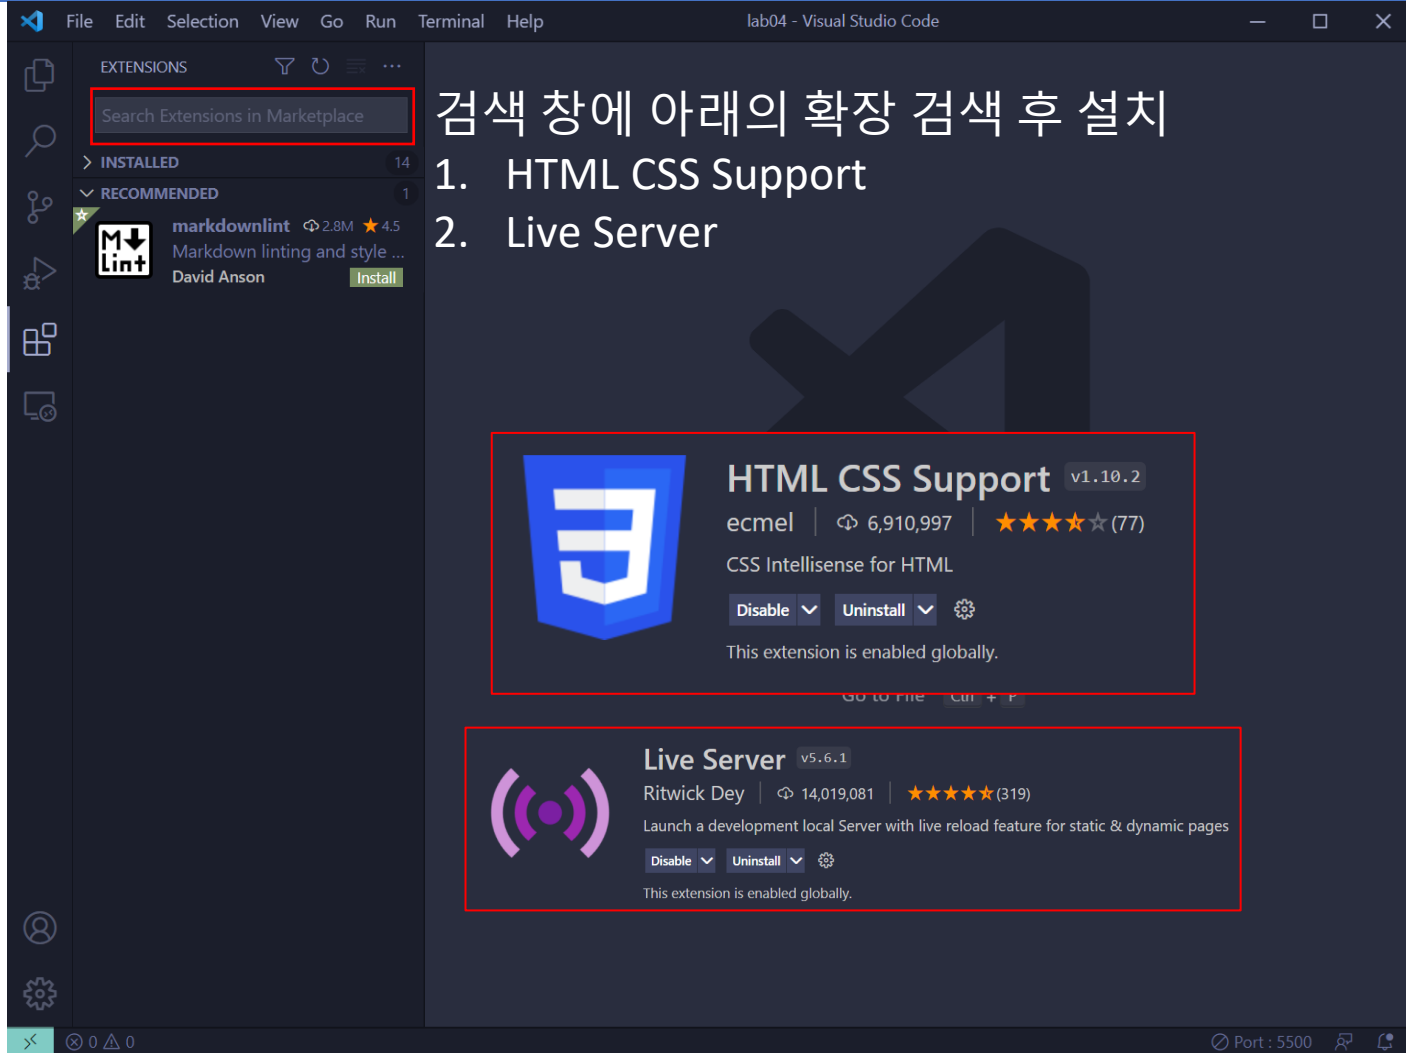 File Edit Selection View Go Run Terminal Help lab04 - Visual Studio Code
EXTENSIONS
Search Extensions in Marketplace
INSTALLED 14
RECOMMENDED 1
markdownlint 2.8M 4.5
Markdown linting and style ...
David Anson Install
M
Lint
검색 창에 아래의 확장 검색 후 설치
1. HTML CSS Support
2. Live Server
HTML CSS Support v1.10.2
ecmel 6,910,997 (77)
CSS Intellisense for HTML
Disable Uninstall
This extension is enabled globally.
Go to File Ctrl + P
Live Server v5.6.1
Ritwick Dey 14,019,081 (319)
Launch a development local Server with live reload feature for static & dynamic pages
Disable Uninstall
This extension is enabled globally.
0 0 Port : 5500